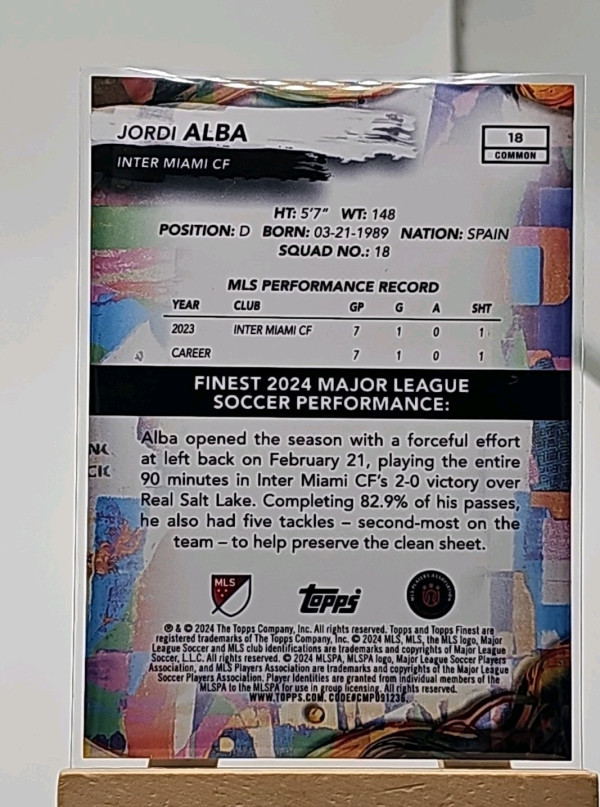 JORDI ALBA
INTER MIAMI CF
18
COMMON
HT: 5'7" WT: 148
POSITION: D BORN: 03-21-1989 NATION: SPAIN
SQUAD NO.: 18
MLS PERFORMANCE RECORD
YEAR CLUB GP G A SHT
2023 INTER MIAMI CF 7 1 0 1
CAREER 7 1 0 1
FINEST 2024 MAJOR LEAGUE
SOCCER PERFORMANCE:
Alba opened the season with a forceful effort
at left back on February 21, playing the entire
90 minutes in Inter Miami CF's 2-0 victory over
Real Salt Lake. Completing 82.9% of his passes,
he also had five tackles – second-most on the
team – to help preserve the clean sheet.
MLS
topps
MLS PLAYERS ASSOCIATION
® & © 2024 The Topps Company, Inc. All rights reserved. Topps and Topps Finest are
registered trademarks of The Topps Company, Inc. © 2024 MLS, MLS, the MLS logo, Major
League Soccer and MLS club identifications are trademarks and copyrights of Major League
Soccer, L.L.C. All rights reserved. © 2024 MLSPA, MLSPA logo, Major League Soccer Players
Association, and MLS Players Association are trademarks and copyrights of the Major League
Soccer Players Association. Player Identities are granted from individual members of the
MLSPA to the MLSPA for use in group licensing. All rights reserved.
WWW.TOPPS.COM. CODE#CMP091236